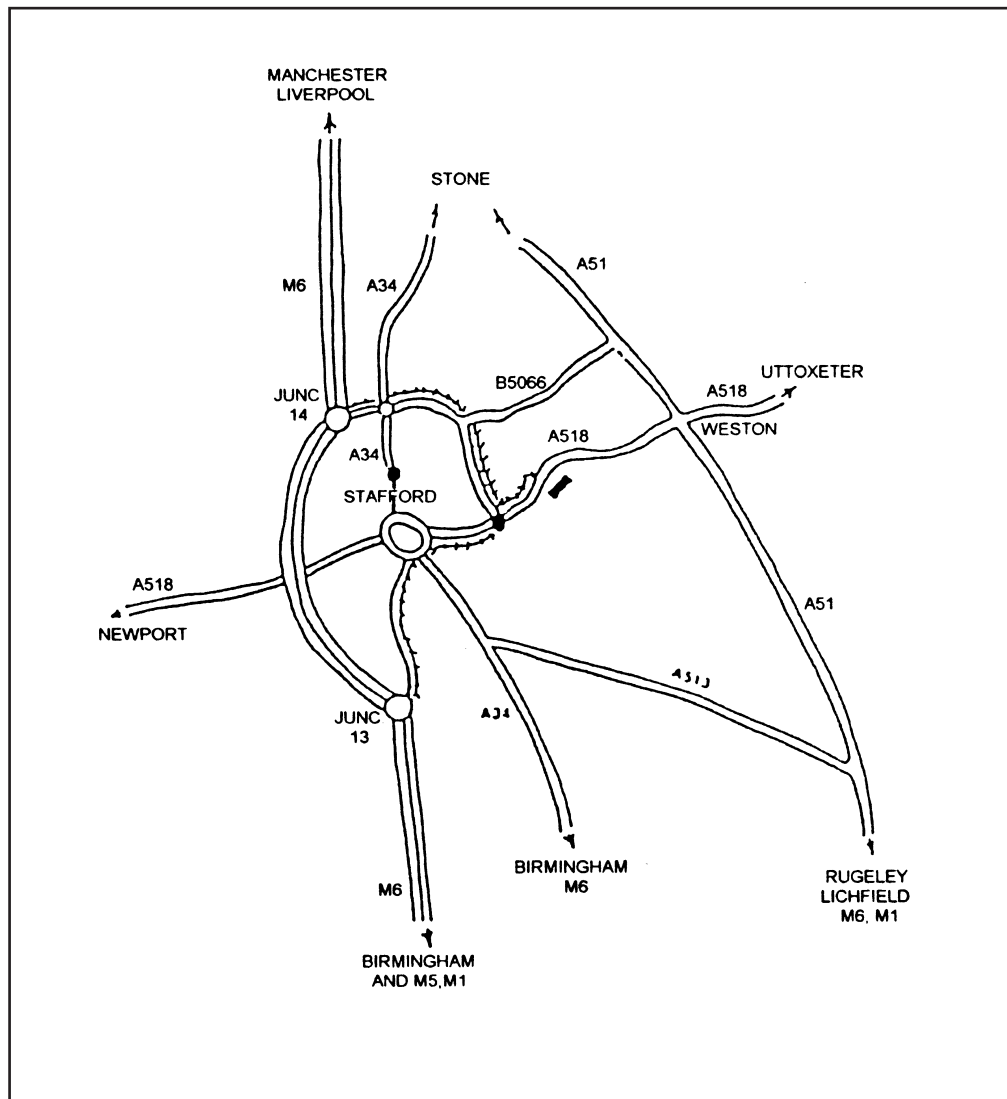 MANCHESTER
LIVERPOOL
STONE
A51
M6
A34
UTTOXETER
A518
B5066
JUNC
14
WESTON
A518
A34
STAFFORD
A518
A51
NEWPORT
A513
A34
JUNC
13
BIRMINGHAM
M6
RUGELEY
LICHFIELD
M6, M1
M6
BIRMINGHAM
AND M5,M1